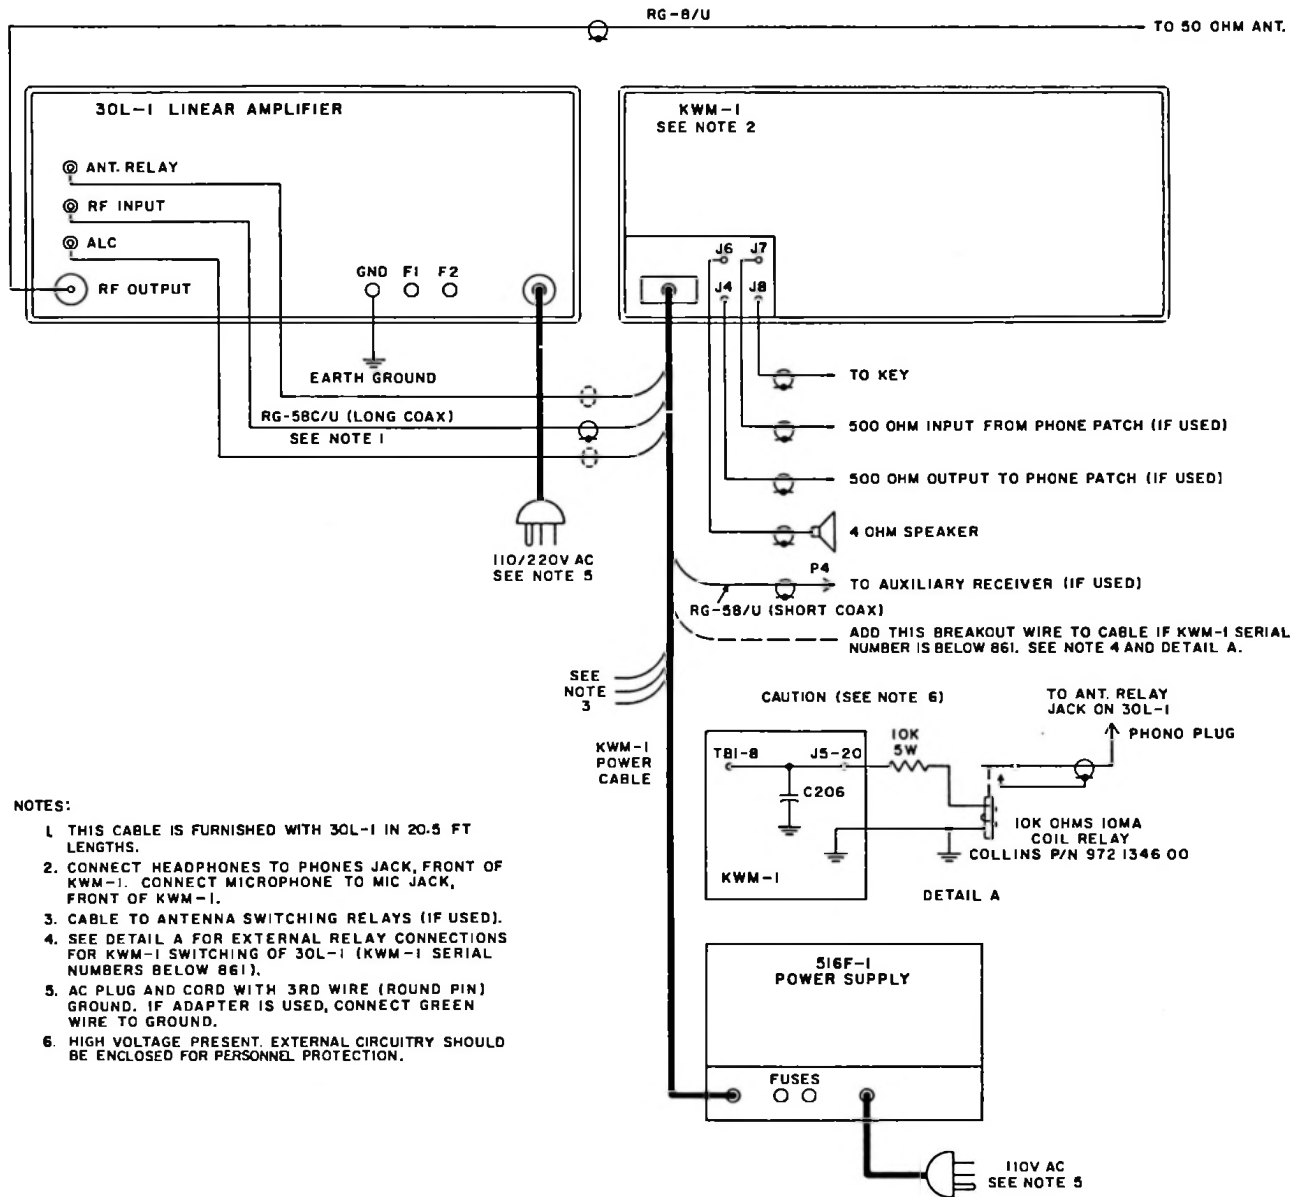 RG-8/U
TO 50 OHM ANT.
30L-1 LINEAR AMPLIFIER
ANT. RELAY
RF INPUT
ALC
RF OUTPUT
GND F1 F2
KWM-1
SEE NOTE 2
J6 J7
J4 J8
EARTH GROUND
RG-58C/U (LONG COAX)
SEE NOTE 1
110/220V AC
SEE NOTE 5
TO KEY
500 OHM INPUT FROM PHONE PATCH (IF USED)
500 OHM OUTPUT TO PHONE PATCH (IF USED)
4 OHM SPEAKER
P4
TO AUXILIARY RECEIVER (IF USED)
RG-58/U (SHORT COAX)
ADD THIS BREAKOUT WIRE TO CABLE IF KWM-1 SERIAL
NUMBER IS BELOW 861. SEE NOTE 4 AND DETAIL A.
SEE
NOTE
3
KWM-1
POWER
CABLE
CAUTION (SEE NOTE 6)
TO ANT. RELAY
JACK ON 30L-1
PHONO PLUG
TB1-8 J5-20
10K
5W
C206
KWM-1
10K OHMS 10MA
COIL RELAY
COLLINS P/N 972 1346 00
DETAIL A
516F-1
POWER SUPPLY
FUSES
110V AC
SEE NOTE 5
NOTES:
1. THIS CABLE IS FURNISHED WITH 30L-1 IN 20.5 FT
LENGTHS.
2. CONNECT HEADPHONES TO PHONES JACK, FRONT OF
KWM-1. CONNECT MICROPHONE TO MIC JACK,
FRONT OF KWM-1.
3. CABLE TO ANTENNA SWITCHING RELAYS (IF USED).
4. SEE DETAIL A FOR EXTERNAL RELAY CONNECTIONS
FOR KWM-1 SWITCHING OF 30L-1 (KWM-1 SERIAL
NUMBERS BELOW 861).
5. AC PLUG AND CORD WITH 3RD WIRE (ROUND PIN)
GROUND. IF ADAPTER IS USED, CONNECT GREEN
WIRE TO GROUND.
6. HIGH VOLTAGE PRESENT. EXTERNAL CIRCUITRY SHOULD
BE ENCLOSED FOR PERSONNEL PROTECTION.